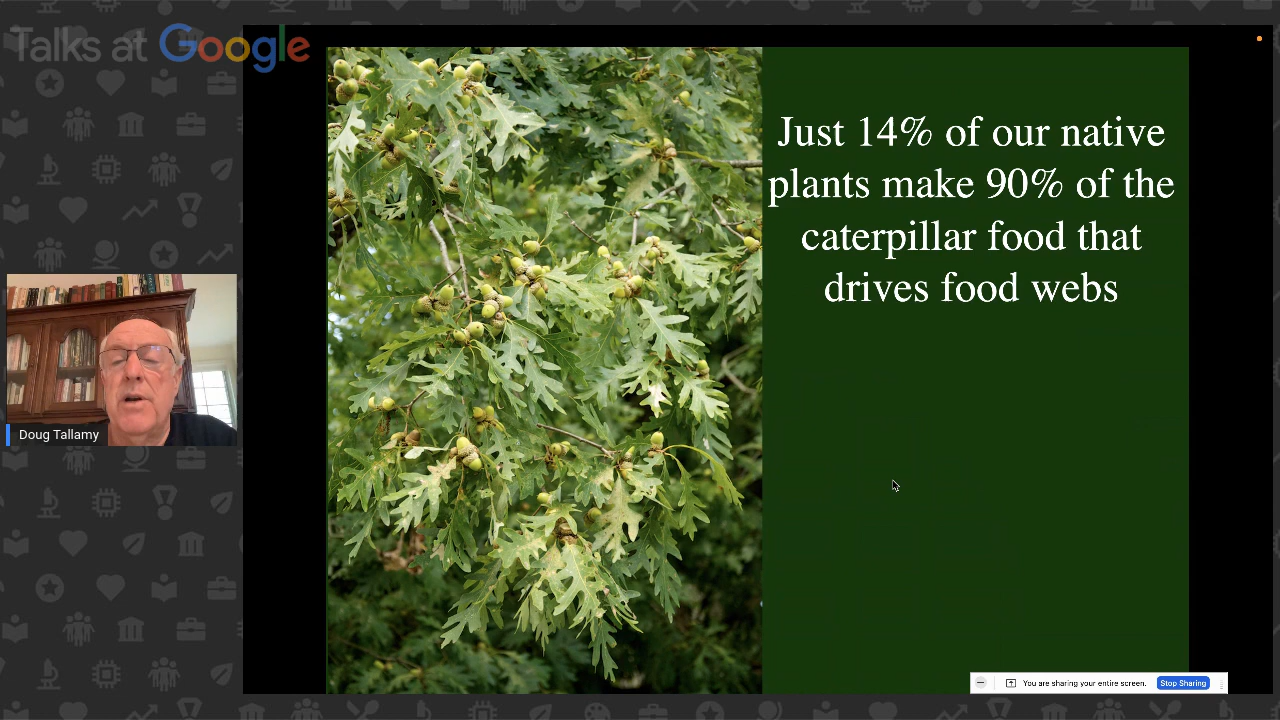 Talks at Google
Just 14% of our native
plants make 90% of the
caterpillar food that
drives food webs
Doug Tallamy
You are sharing your entire screen.
Stop Sharing